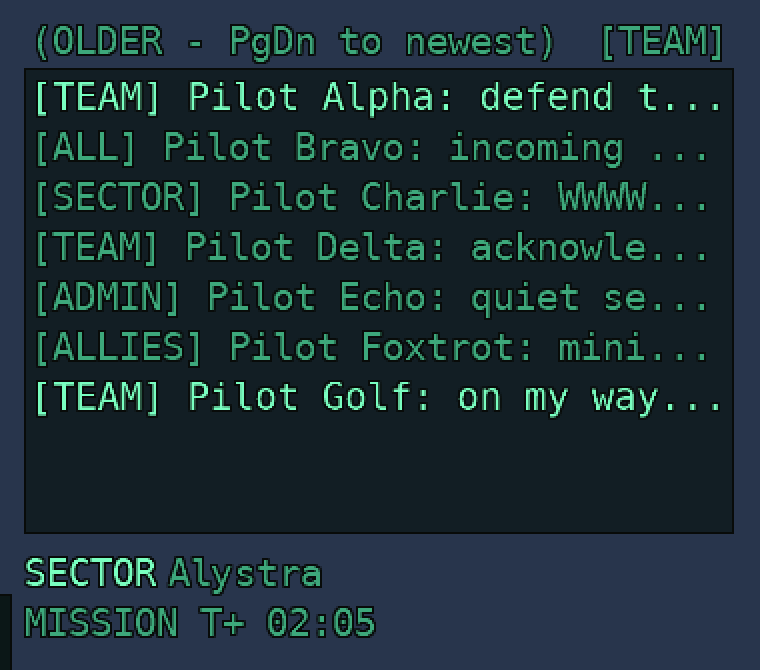 (OLDER - PgDn to newest) [TEAM]
[TEAM] Pilot Alpha: defend t...
[ALL] Pilot Bravo: incoming ...
[SECTOR] Pilot Charlie: WWWW...
[TEAM] Pilot Delta: acknowle...
[ADMIN] Pilot Echo: quiet se...
[ALLIES] Pilot Foxtrot: mini...
[TEAM] Pilot Golf: on my way...
SECTOR Alystra
MISSION T+ 02:05